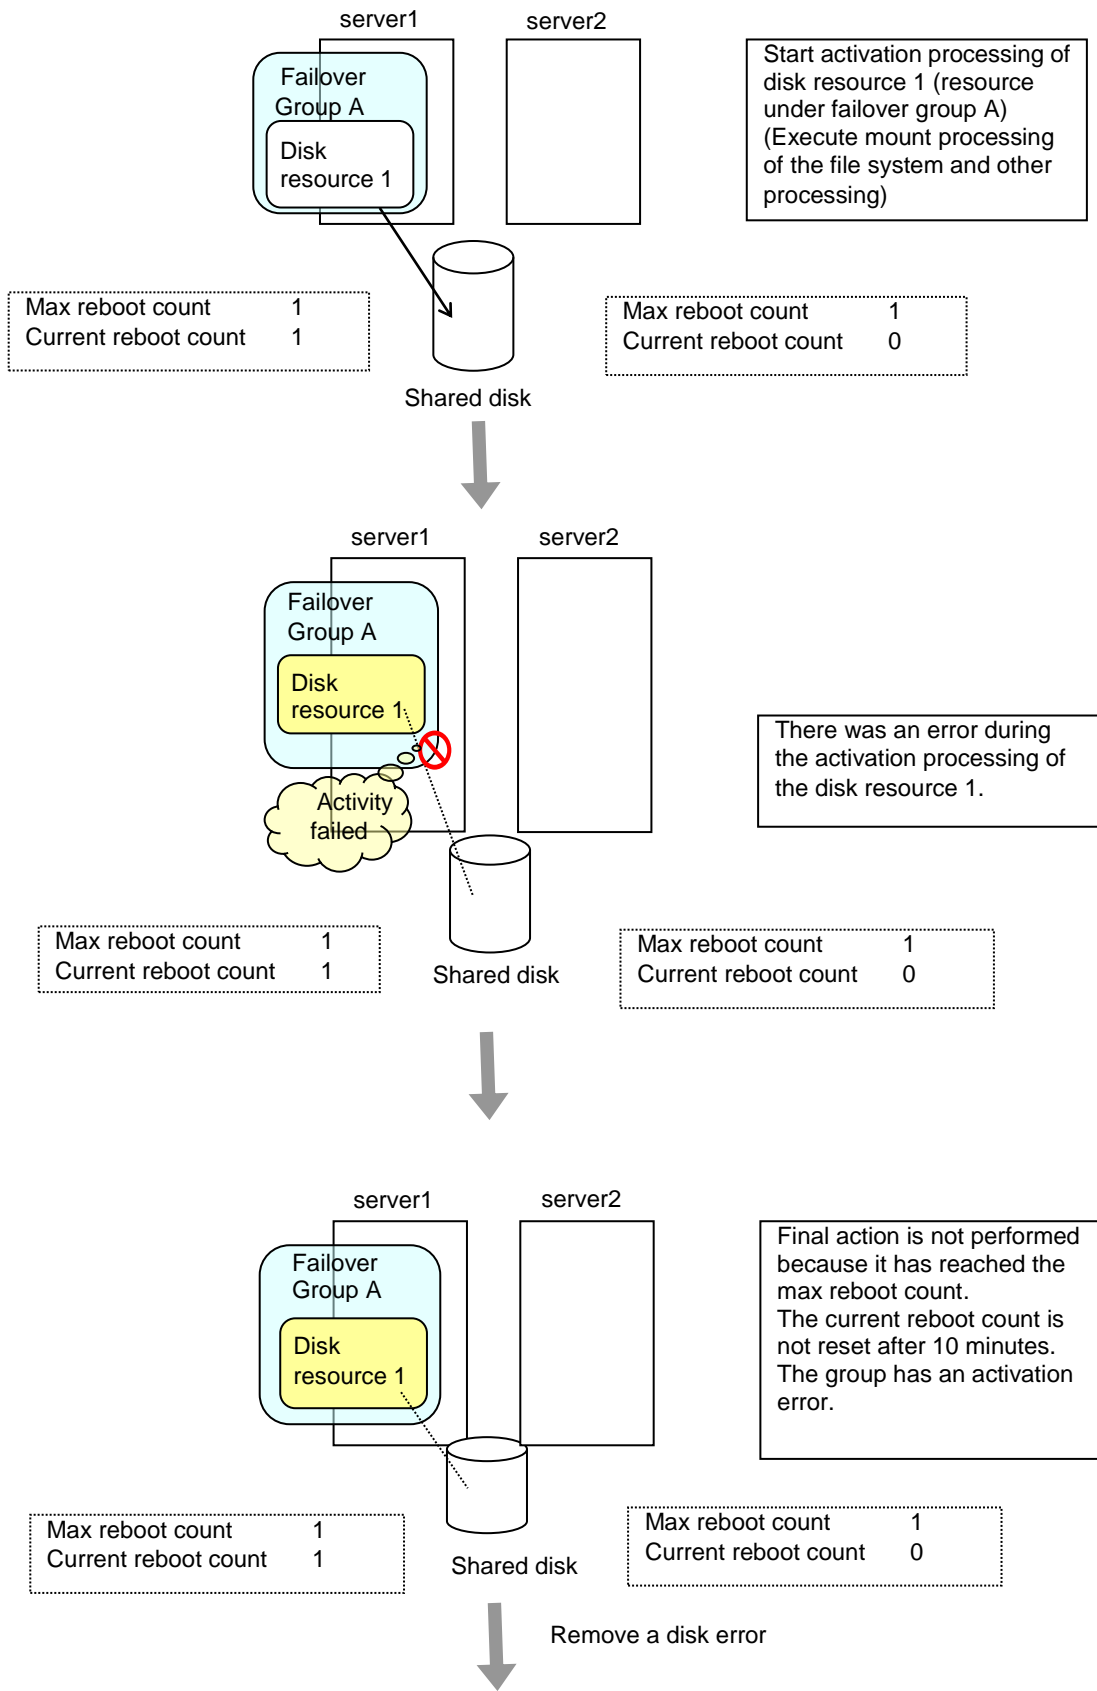 server1
server2
Failover
Group A
Disk
resource 1
Start activation processing of
disk resource 1 (resource
under failover group A)
(Execute mount processing
of the file system and other
processing)
Max reboot count 1
Current reboot count 1
Max reboot count 1
Current reboot count 0
Shared disk
server1
server2
Failover
Group A
Disk
resource 1
Activity
failed
There was an error during
the activation processing of
the disk resource 1.
Max reboot count 1
Current reboot count 1
Shared disk
Max reboot count 1
Current reboot count 0
server1
server2
Failover
Group A
Disk
resource 1
Final action is not performed
because it has reached the
max reboot count.
The current reboot count is
not reset after 10 minutes.
The group has an activation
error.
Max reboot count 1
Current reboot count 1
Shared disk
Max reboot count 1
Current reboot count 0
Remove a disk error